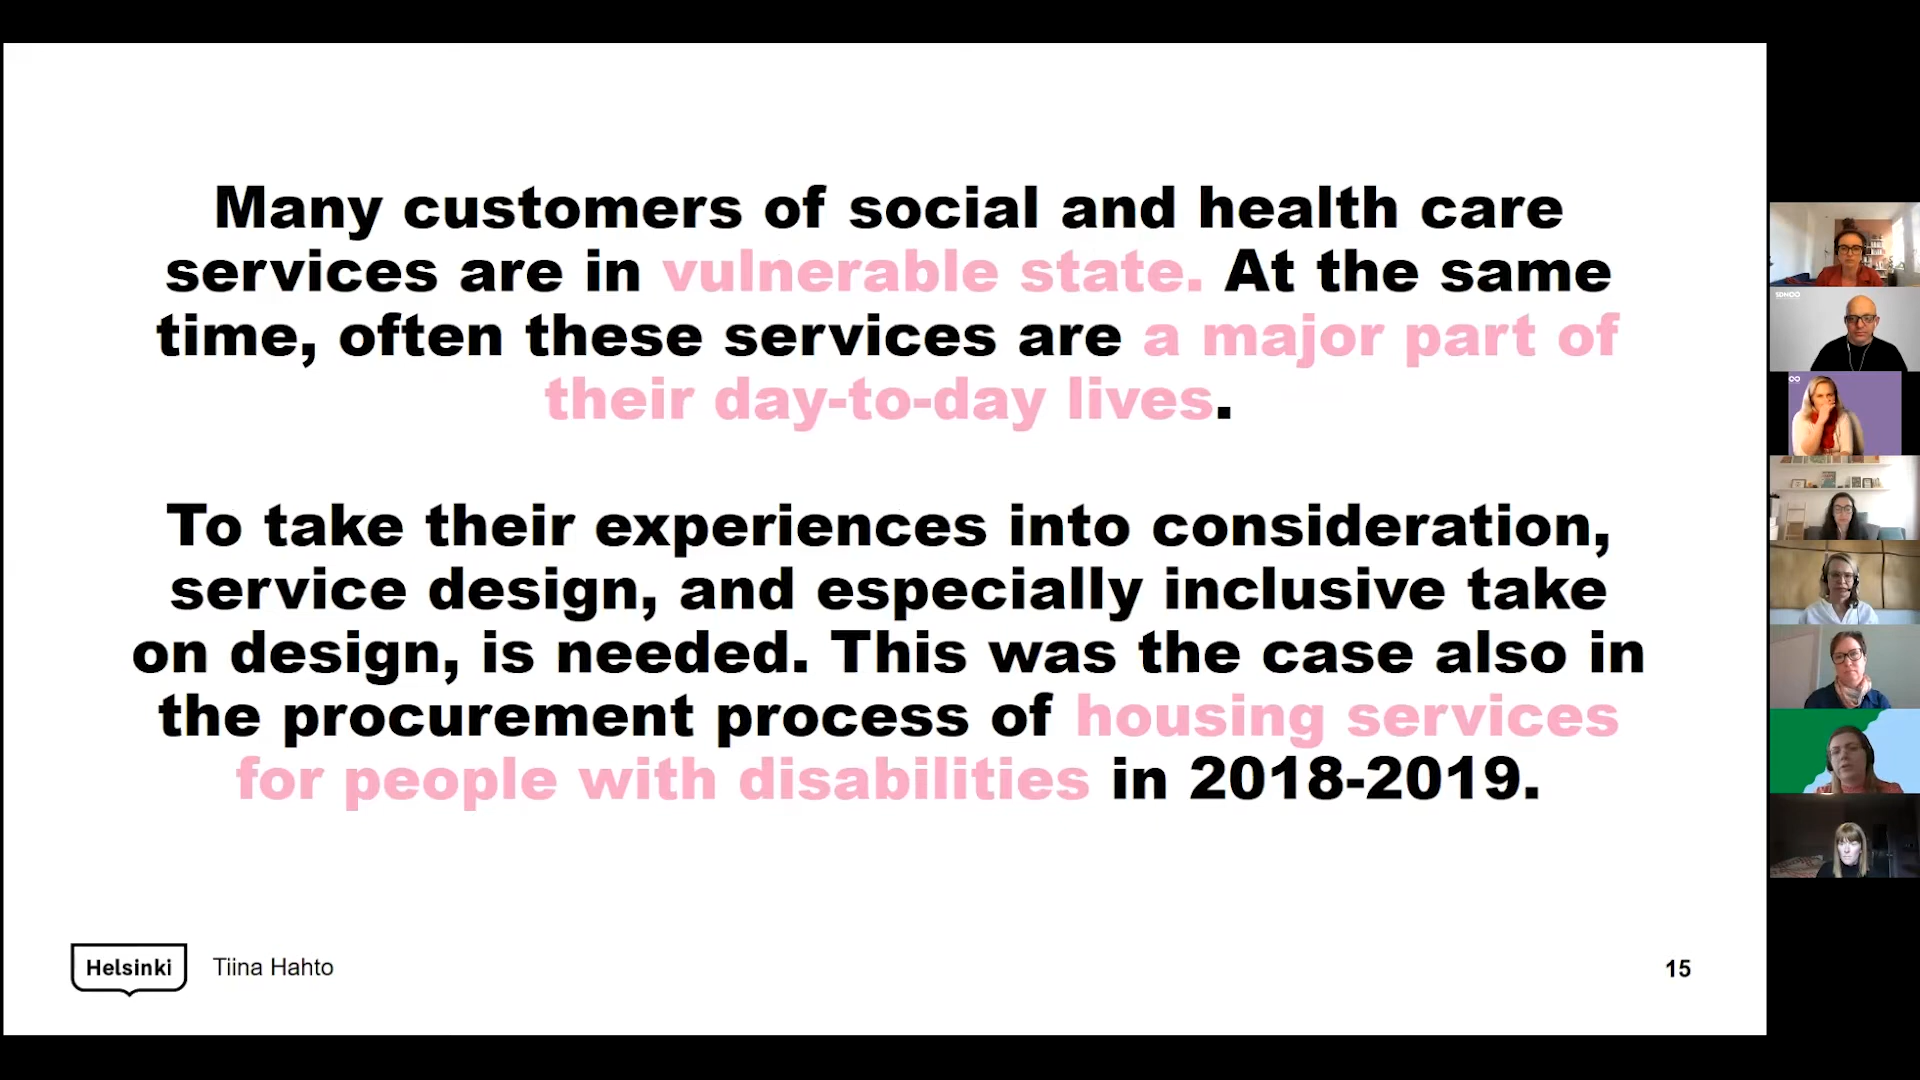 Many customers of social and health care
services are in vulnerable state. At the same
time, often these services are a major part of
their day-to-day lives.
To take their experiences into consideration,
service design, and especially inclusive take
on design, is needed. This was the case also in
the procurement process of housing services
for people with disabilities in 2018-2019.
Helsinki
Tiina Hahto
15